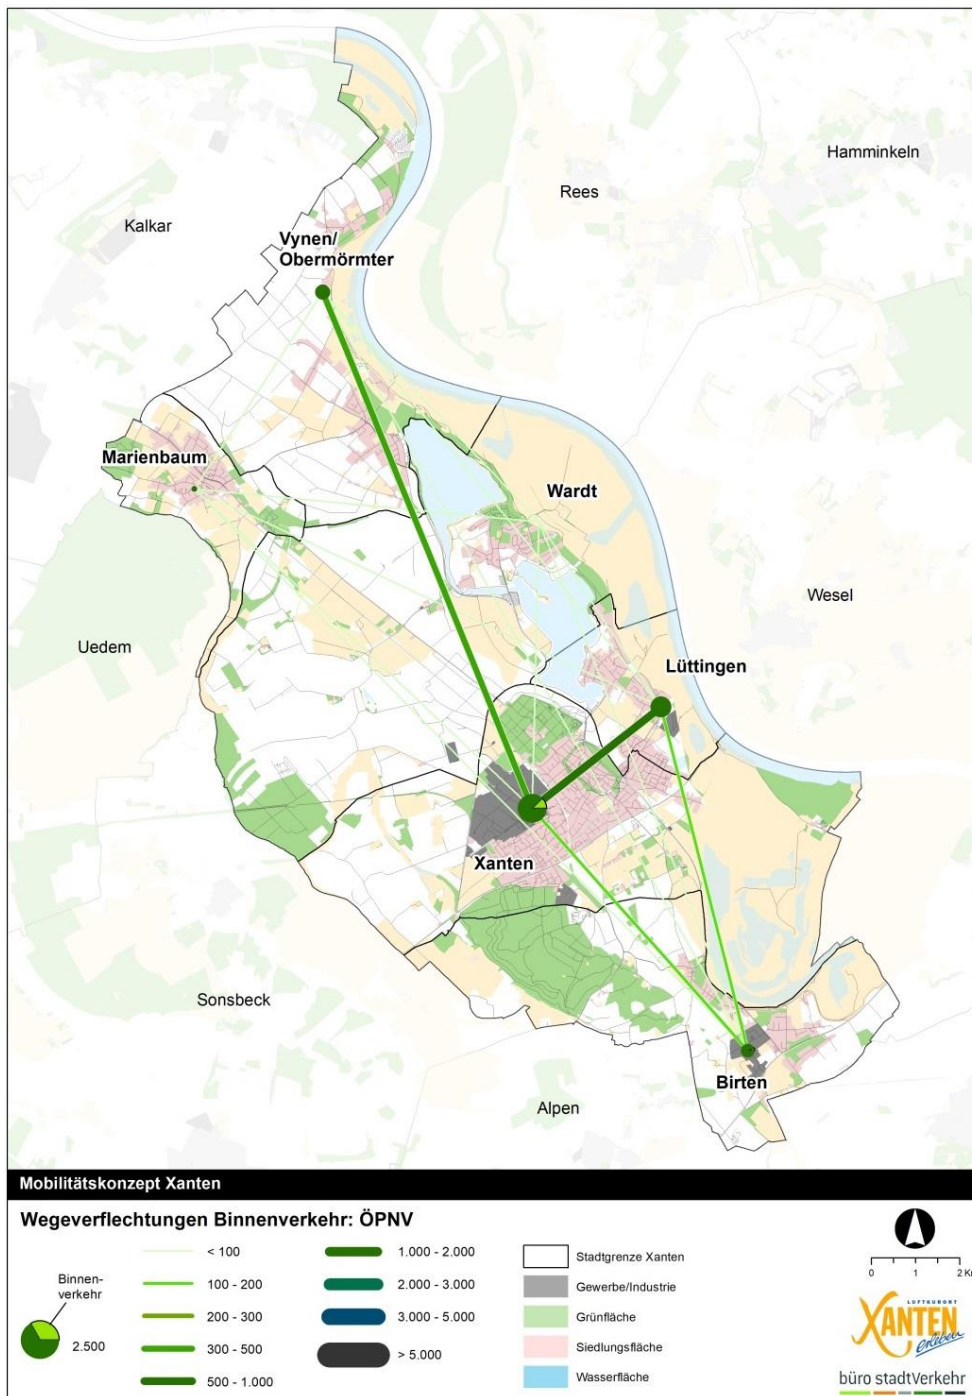 Hamminkeln
Rees
Kalkar
Vynen/
Obermörmter
Marienbaum
Wardt
Wesel
Uedem
Lüttingen
Xanten
Sonsbeck
Birten
Alpen
Mobilitätskonzept Xanten
Wegeverflechtungen Binnenverkehr: ÖPNV
Binnen-
verkehr
2.500
< 100
100 - 200
200 - 300
300 - 500
500 - 1.000
1.000 - 2.000
2.000 - 3.000
3.000 - 5.000
> 5.000
Stadtgrenze Xanten
Gewerbe/Industrie
Grünfläche
Siedlungsfläche
Wasserfläche
0 1 2 K
LUFTKURORT
XANTEN
erleben
büro stadtVerkehr